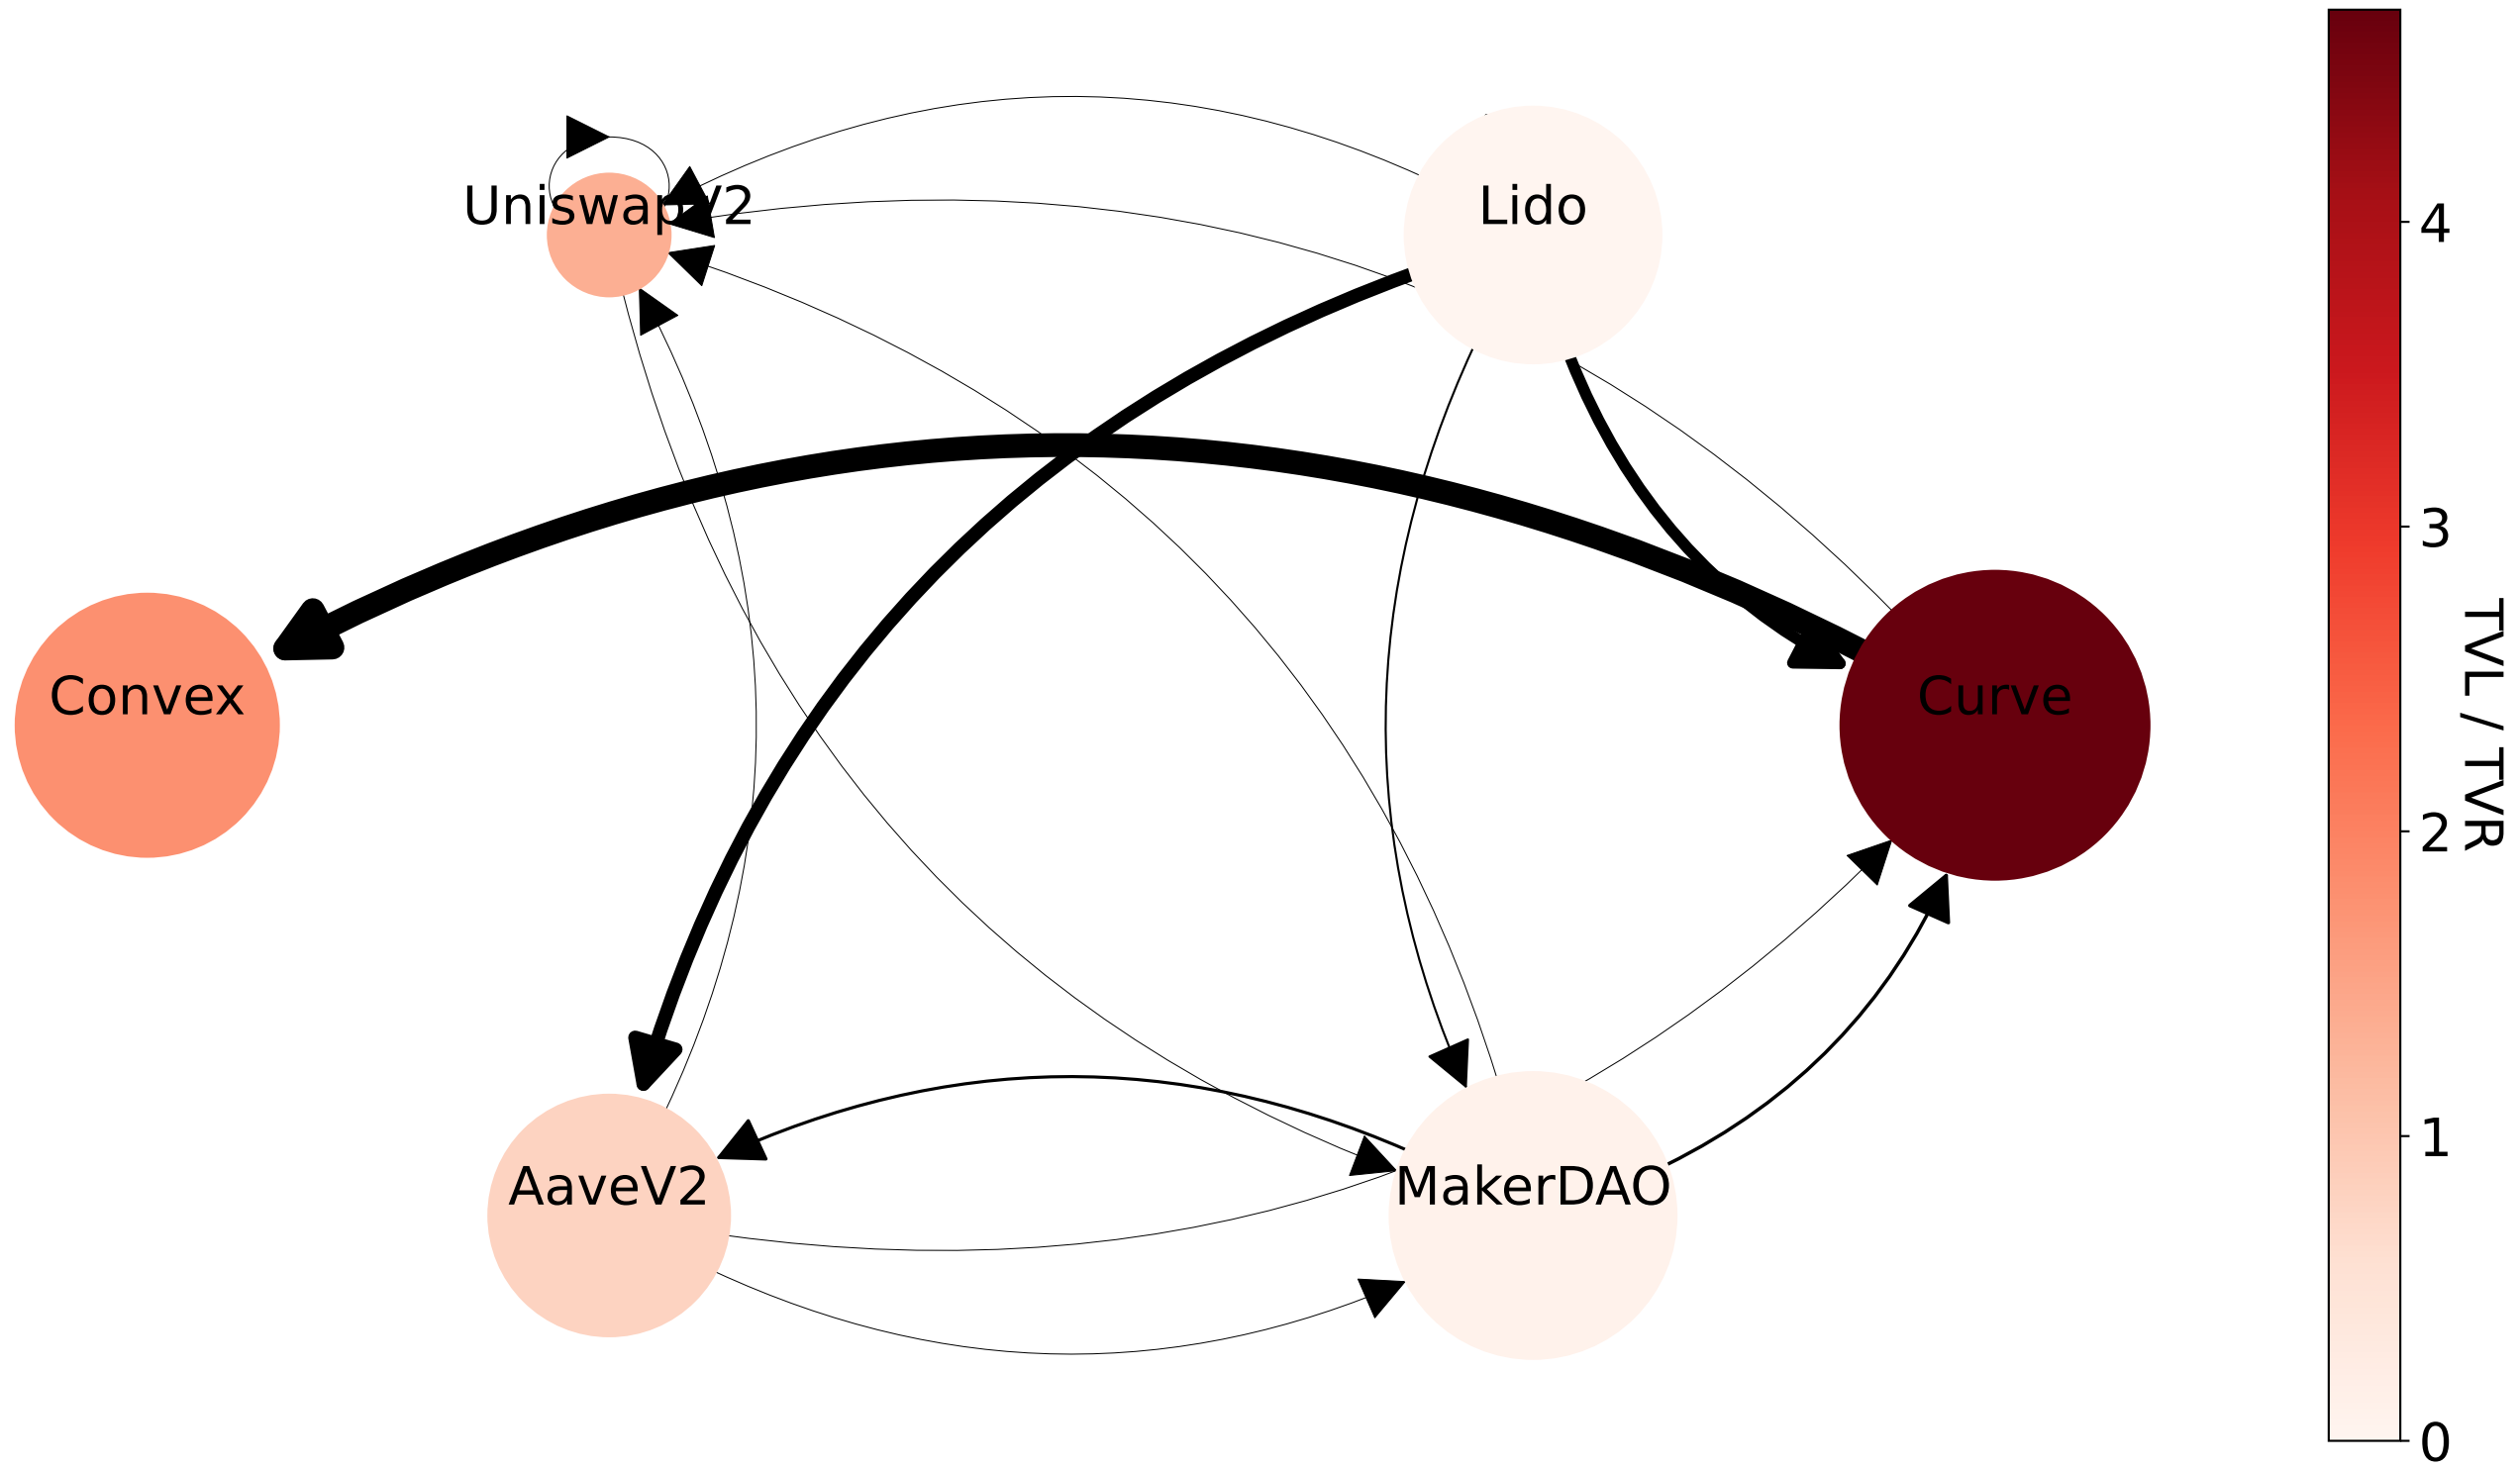 UniswapV2
Lido
Convex
Curve
AaveV2
MakerDAO
4
3
2
1
0
TVL / TVR